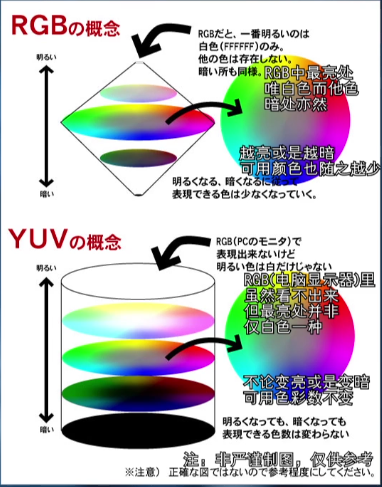 RGBの概念
RGBだと、一番明るいのは
白色(FFFFFF)のみ。
他の色は存在しない。
暗い所も同様。
明るい
暗い
RGB中最亮处
唯白色而他色
暗处亦然
越亮或是越暗
可用颜色也随之越少
明るくなる、暗くなるに従って
表現できる色は少なくなっていく。
YUVの概念
RGB(PCのモニタ)で
表現出来ないけど
明るい色は白だけじゃない
明るい
暗い
RGB(电脑显示器)里
虽然看不出来
但最亮处并非
仅白色一种
不论变亮或是变暗
可用色彩数不变
明るくなっても、暗くなっても
表現できる色数は変わらない
注：非严谨制图，仅供参考
※注意） 正確な図ではないので参考程度にしてください。